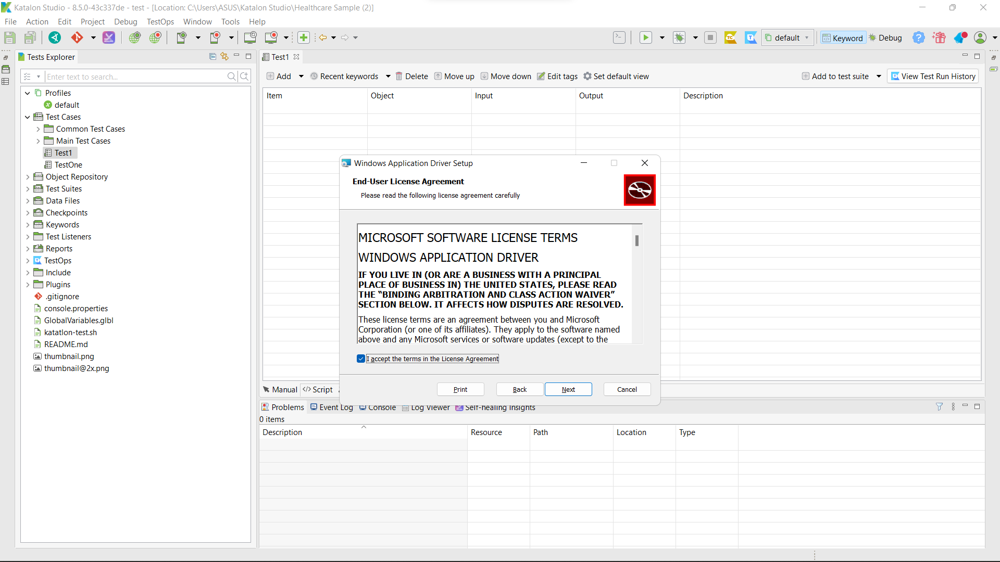 Katalon Studio - 8.5.0-43c337de - test - [Location: C:\Users\ASUS\Katalon Studio\Healthcare Sample (2)]
File Action Edit Project Debug TestOps Window Tools Help
default Keyword Debug
Tests Explorer
Enter text to search...
Profiles
default
Test Cases
Common Test Cases
Main Test Cases
Test1
TestOne
Object Repository
Test Suites
Data Files
Checkpoints
Keywords
Test Listeners
Reports
TestOps
Include
Plugins
.gitignore
console.properties
GlobalVariables.glbl
katatlon-test.sh
README.md
thumbnail.png
thumbnail@2x.png
Test1
Add Recent keywords Delete Move up Move down Edit tags Set default view Add to test suite View Test Run History
Item Object Input Output Description
Windows Application Driver Setup
End-User License Agreement
Please read the following license agreement carefully
MICROSOFT SOFTWARE LICENSE TERMS
WINDOWS APPLICATION DRIVER
IF YOU LIVE IN (OR ARE A BUSINESS WITH A PRINCIPAL
PLACE OF BUSINESS IN) THE UNITED STATES, PLEASE READ
THE “BINDING ARBITRATION AND CLASS ACTION WAIVER”
SECTION BELOW. IT AFFECTS HOW DISPUTES ARE RESOLVED.
These license terms are an agreement between you and Microsoft
Corporation (or one of its affiliates). They apply to the software named
above and any Microsoft services or software updates (except to the
I accept the terms in the License Agreement
Print Back Next Cancel
Manual </> Script
Problems Event Log Console Log Viewer Self-healing Insights
0 items
Description Resource Path Location Type